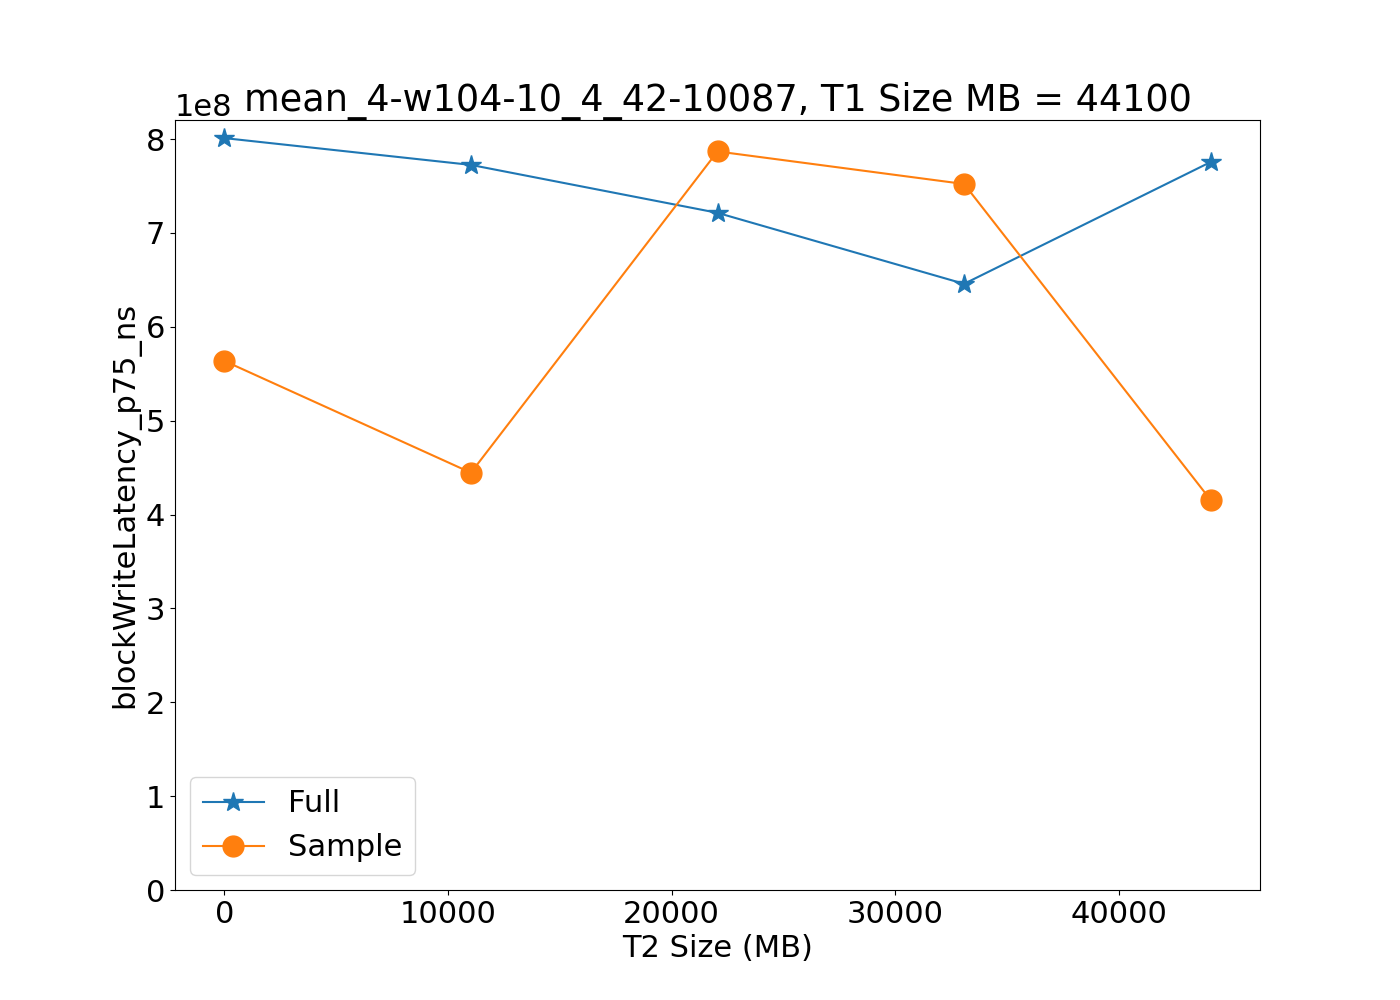 1e8
mean_4-w104-10_4_42-10087, T1 Size MB = 44100
blockWriteLatency_p75_ns
8
7
6
5
4
3
2
1
0
Full
Sample
0 10000 20000 30000 40000
T2 Size (MB)